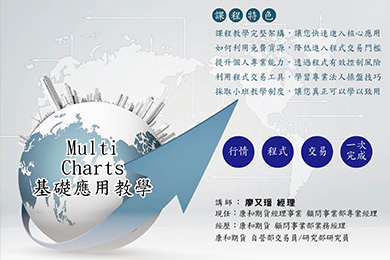 課程特色
課程教學完整架構，讓您快速進入核心應用
如何利用免費資源，降低進入程式交易門檻
提升個人專業能力，透過程式有效控制風險
利用程式交易工具，學習專業法人操盤技巧
採取小班教學制度，讓您真正可以學以致用
Multi
Charts
基礎應用教學
行情
程式
交易
一次
完成
講師： 廖又瑠 經理
現任：康和期貨經理事業 顧問事業部專業經理
經歷：康和期貨 顧問事業部業務經理
康和期貨 自營部交易員/研究部研究員